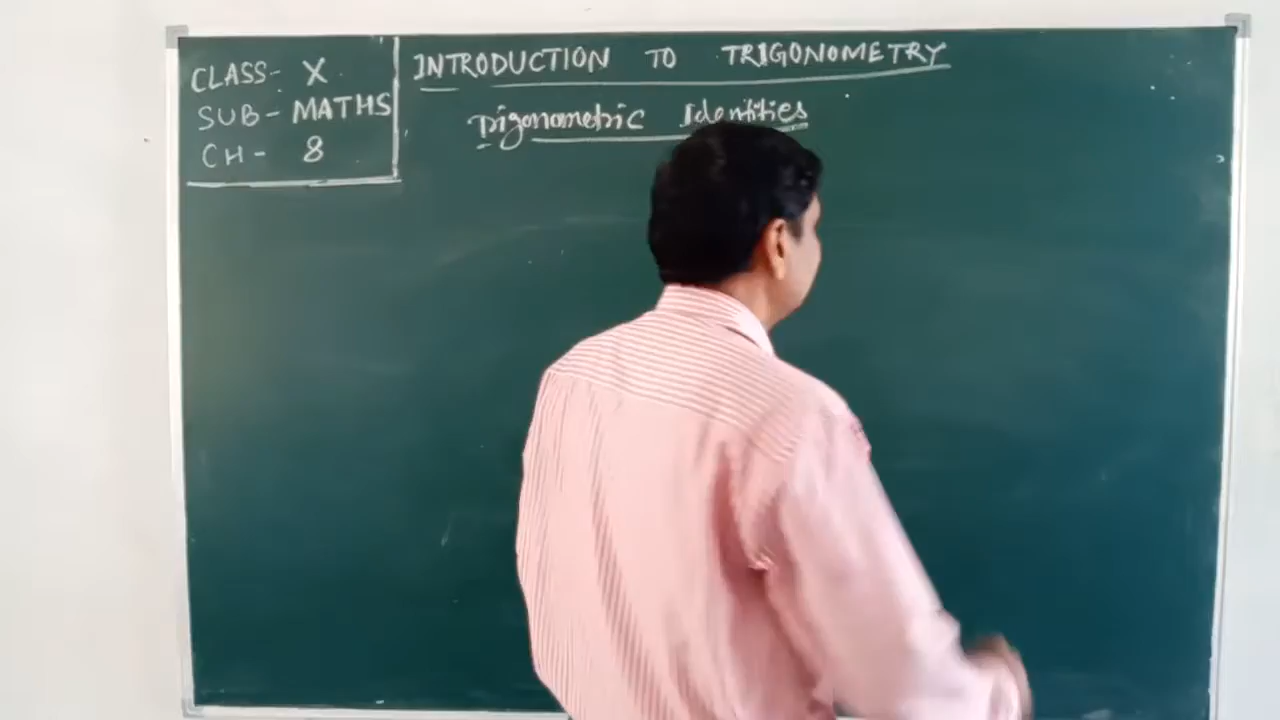 CLASS- X
SUB- MATHS
CH- 8
INTRODUCTION TO TRIGONOMETRY
Trigonometric Identities